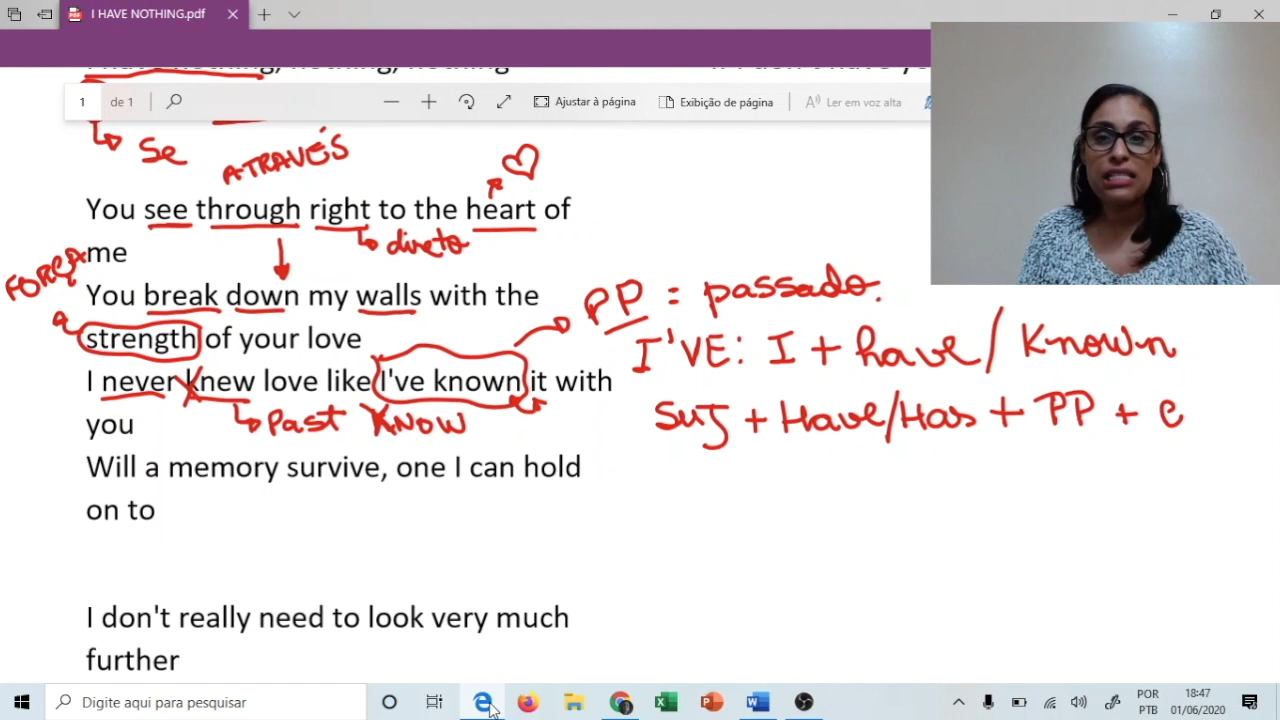 I HAVE NOTHING.pdf
1 de 1
Ajustar à página
Exibição de página
Ler em voz alta
Se
ATRAVÉS
You see through right to the heart of
direto
me
FORÇA
You break down my walls with the
PP = passado.
strength of your love
I'VE: I + have / Known
I never knew love like I've known it with
Past KNOW
Suj + Have/Has + PP + C
you
Will a memory survive, one I can hold
on to
I don't really need to look very much
further
Digite aqui para pesquisar
POR
PTB
18:47
01/06/2020